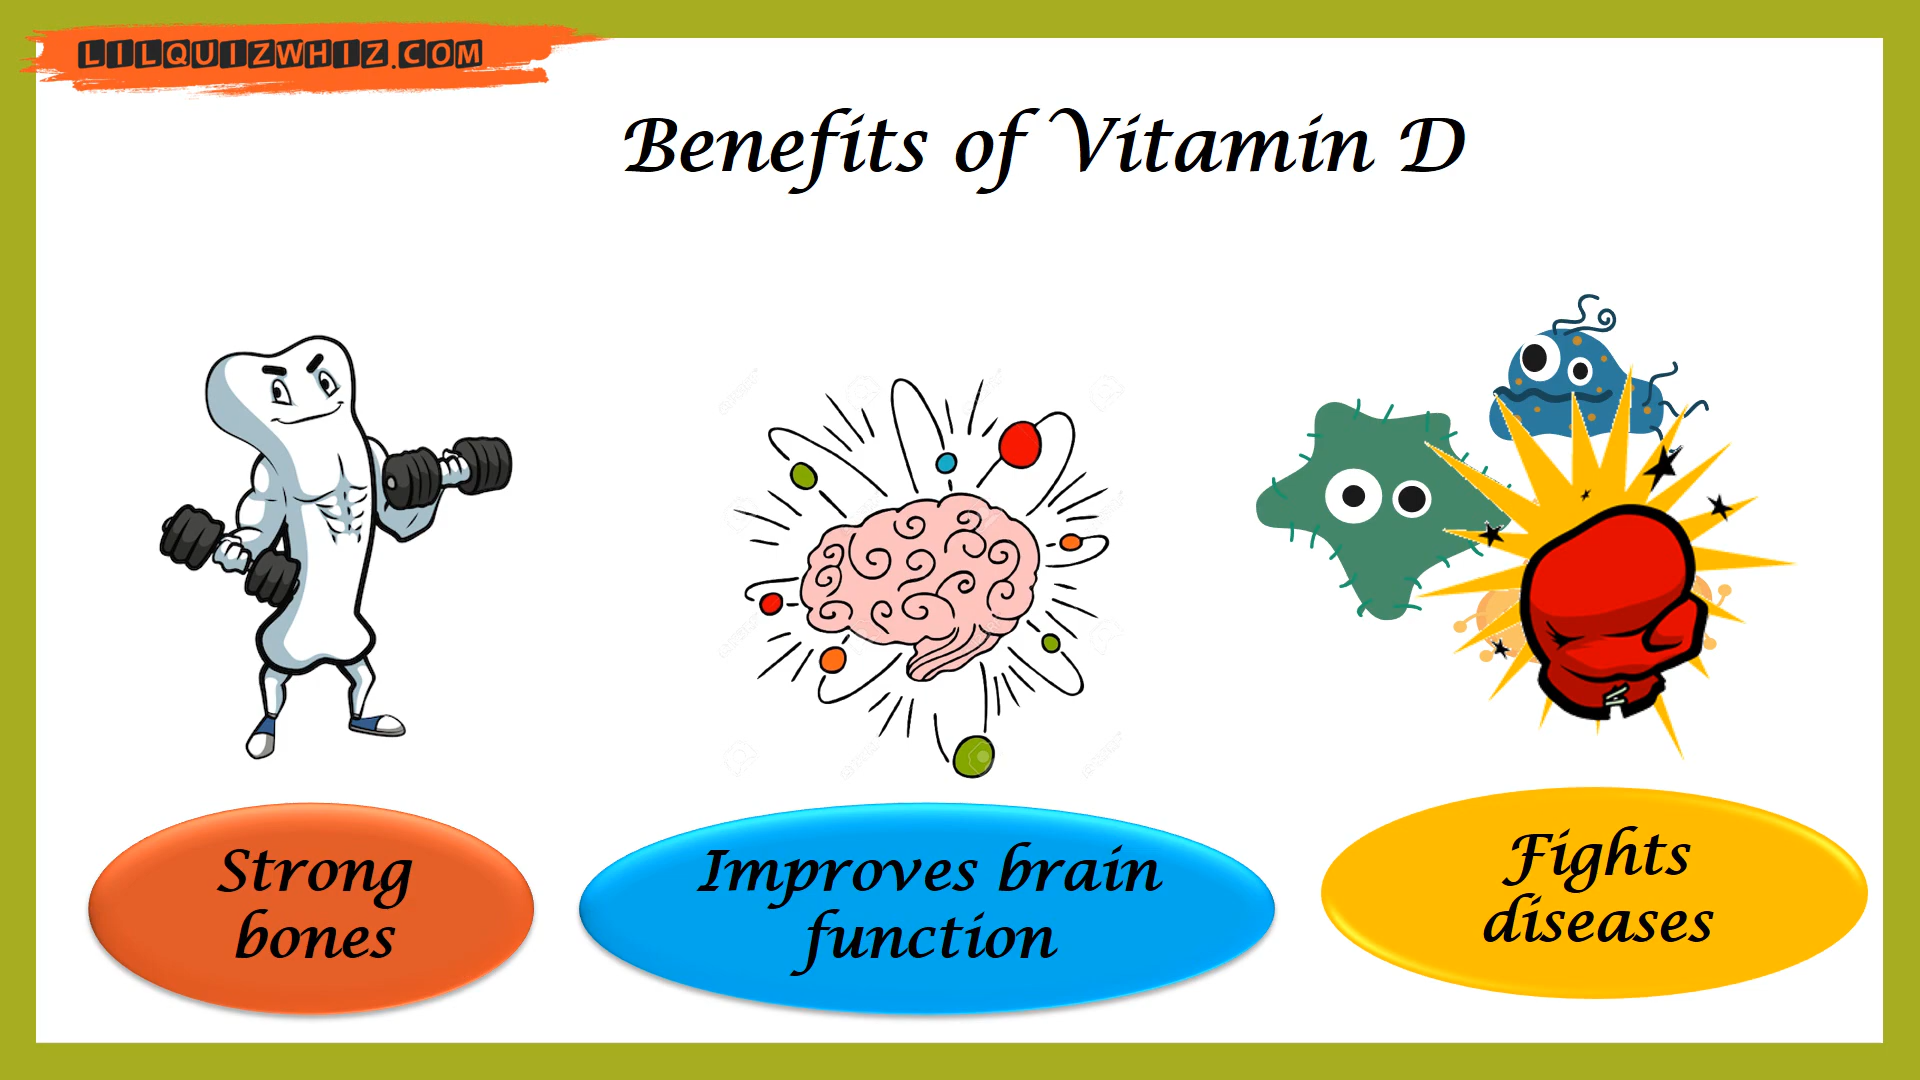 LILQUIZWHIZ.COM
Benefits of Vitamin D
Strong
bones
Improves brain
function
Fights
diseases